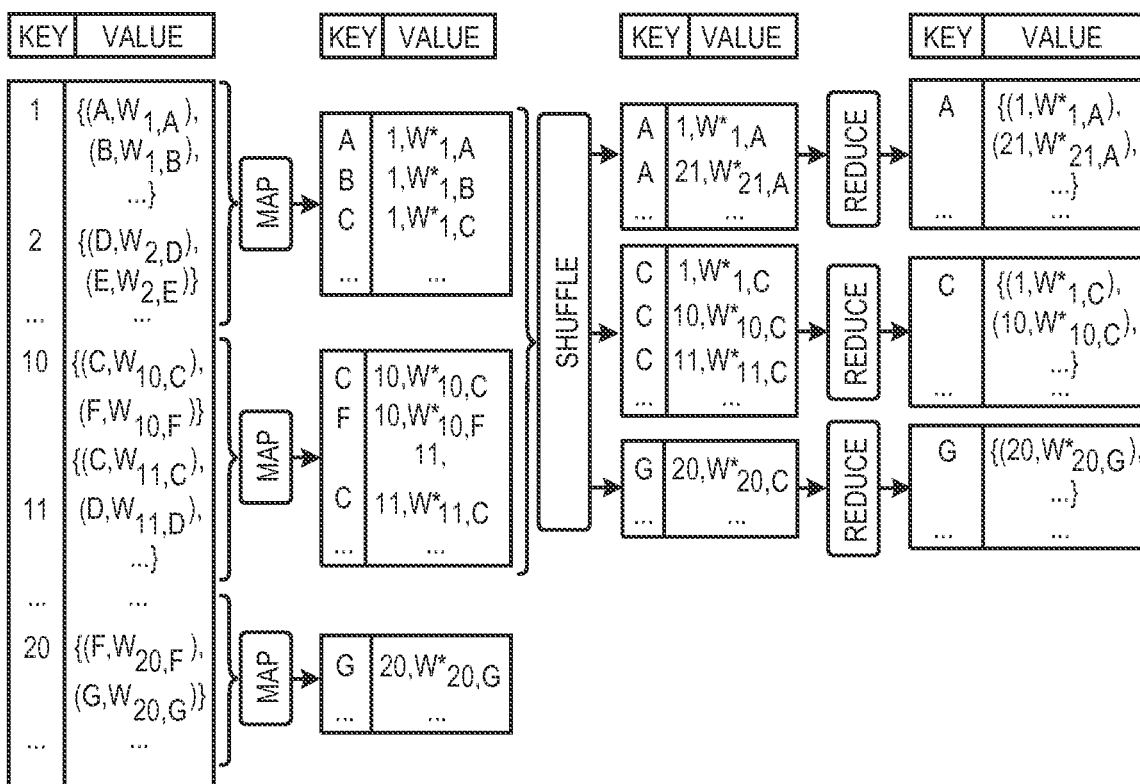 KEY VALUE
1 {(A,W1,A),
(B,W1,B),
...}
2 {(D,W2,D),
(E,W2,E)}
... ...
10 {(C,W10,C),
(F,W10,F)}
{(C,W11,C),
11 (D,W11,D),
...}
... ...
20 {(F,W20,F),
(G,W20,G)}
... ...
MAP
MAP
MAP
KEY VALUE
A 1,W*1,A
B 1,W*1,B
C 1,W*1,C
... ...
C 10,W*10,C
F 10,W*10,F
11,
C 11,W*11,C
... ...
G 20,W*20,G
... ...
SHUFFLE
KEY VALUE
A 1,W*1,A
A 21,W*21,A
... ...
C 1,W*1,C
C 10,W*10,C
C 11,W*11,C
... ...
G 20,W*20,C
... ...
REDUCE
REDUCE
REDUCE
KEY VALUE
A {(1,W*1,A),
(21,W*21,A),
...}
... ...
C {(1,W*1,C),
(10,W*10,C),
...}
... ...
G {(20,W*20,G),
...}
... ...